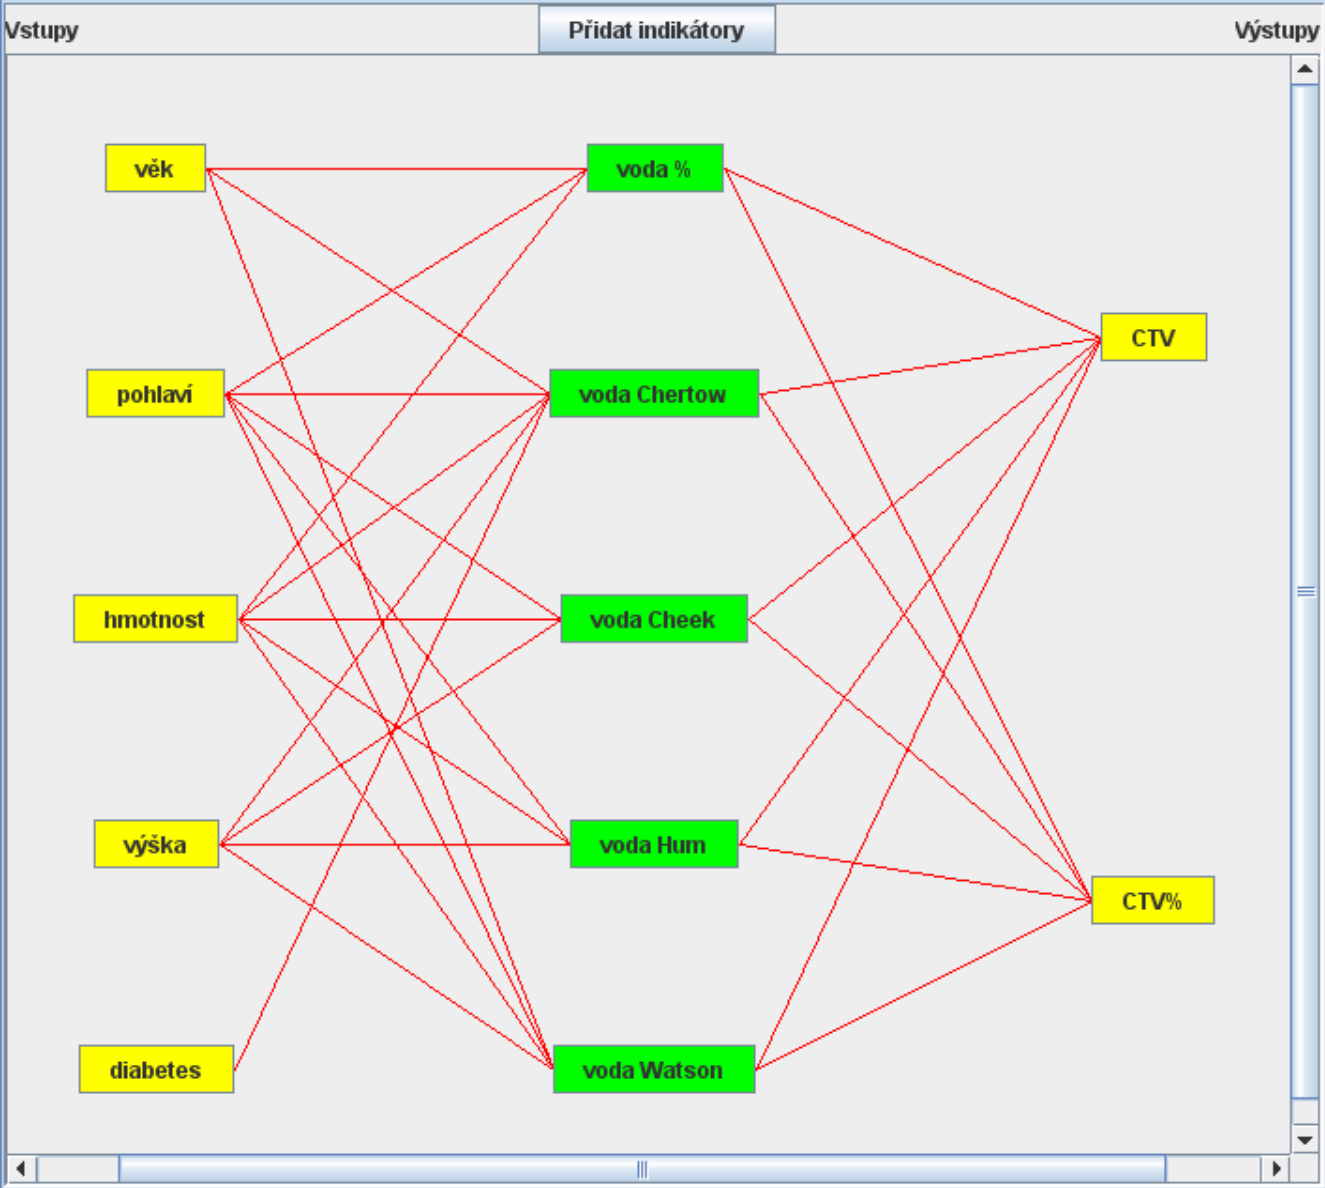 Vstupy
Přidat indikátory
Výstupy
věk
voda %
CTV
pohlaví
voda Chertow
hmotnost
voda Cheek
výška
voda Hum
CTV%
diabetes
voda Watson